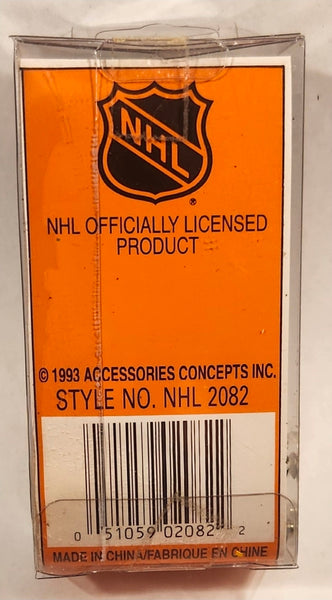 NHL
®
NHL OFFICIALLY LICENSED
PRODUCT
© 1993 ACCESSORIES CONCEPTS INC.
STYLE NO. NHL 2082
0 51059 02082 2
MADE IN CHINA/FABRIQUE EN CHINE